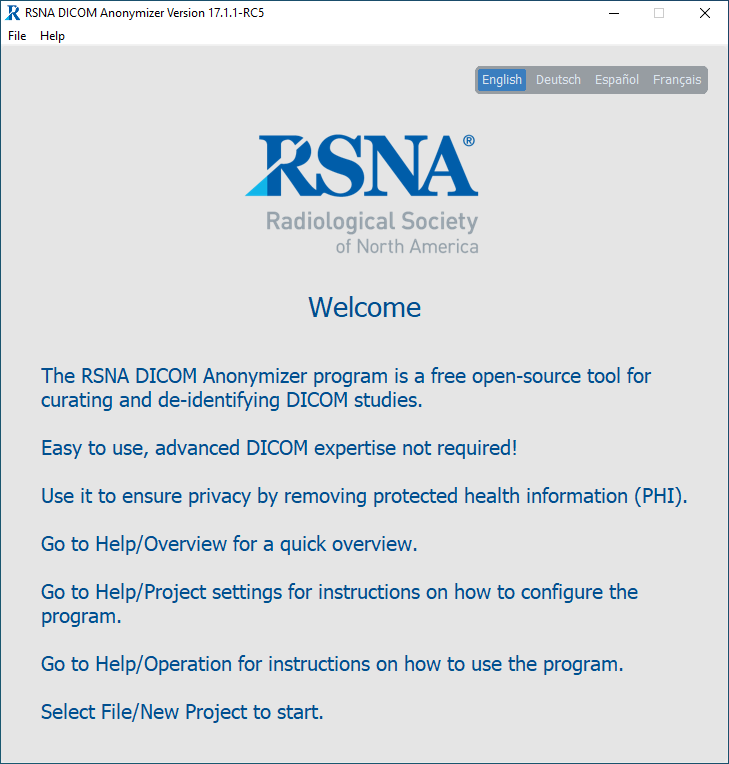 RSNA DICOM Anonymizer Version 17.1.1-RC5
File Help
English Deutsch Español Français
RSNA®
Radiological Society
of North America
Welcome
The RSNA DICOM Anonymizer program is a free open-source tool for
curating and de-identifying DICOM studies.
Easy to use, advanced DICOM expertise not required!
Use it to ensure privacy by removing protected health information (PHI).
Go to Help/Overview for a quick overview.
Go to Help/Project settings for instructions on how to configure the
program.
Go to Help/Operation for instructions on how to use the program.
Select File/New Project to start.